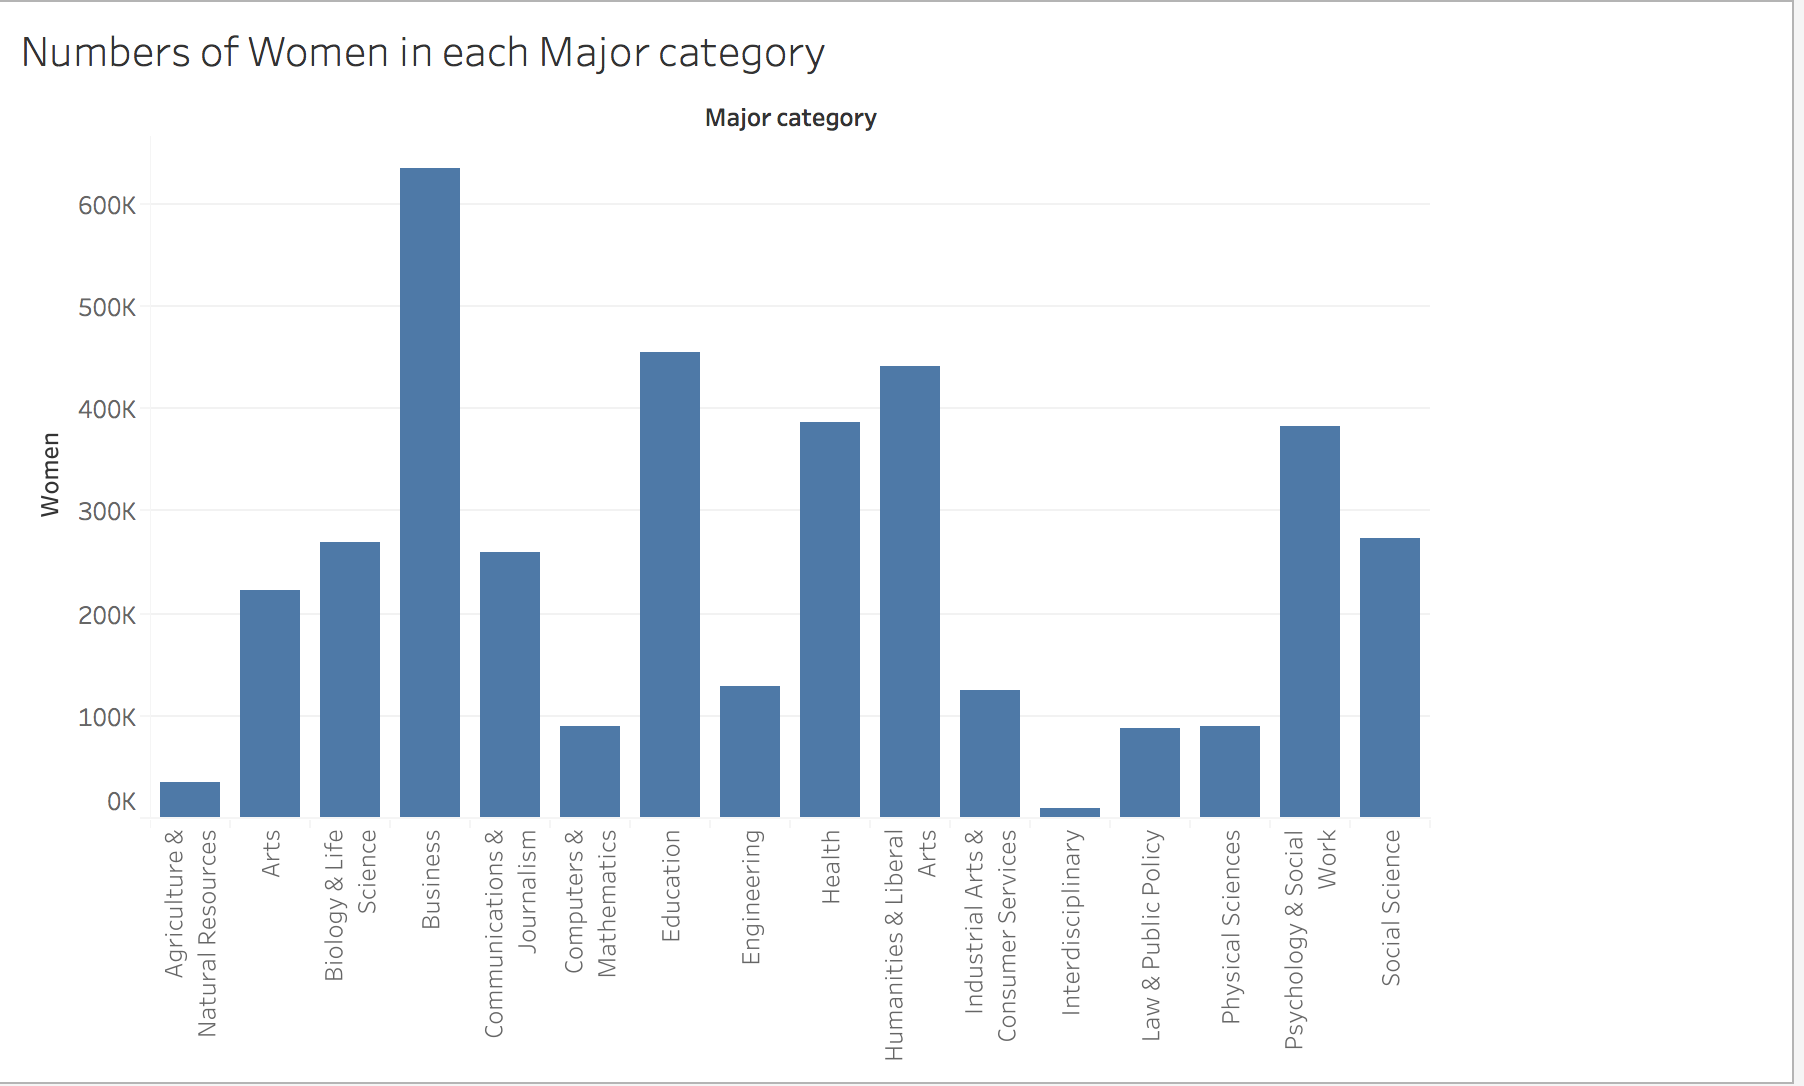 Numbers of Women in each Major category
Major category
600K
500K
400K
300K
200K
100K
0K
Women
Agriculture &
Natural Resources
Arts
Biology & Life
Science
Business
Communications &
Journalism
Computers &
Mathematics
Education
Engineering
Health
Humanities & Liberal
Arts
Industrial Arts &
Consumer Services
Interdisciplinary
Law & Public Policy
Physical Sciences
Psychology & Social
Work
Social Science